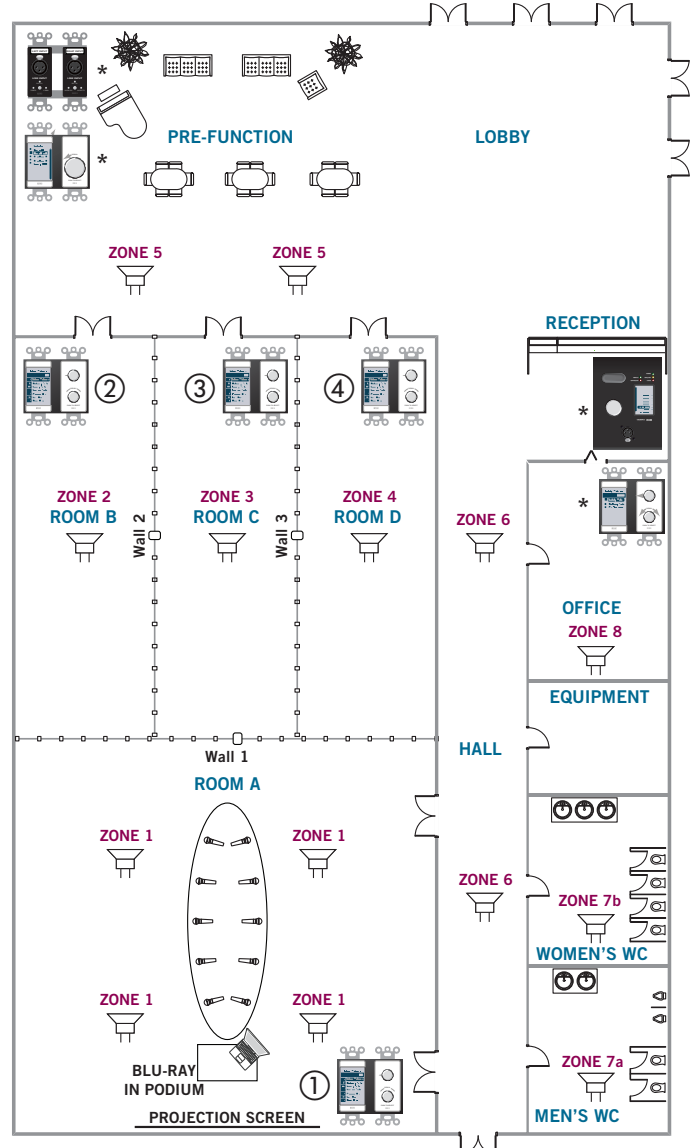 *
*
PRE-FUNCTION
LOBBY
ZONE 5
ZONE 5
RECEPTION
②
③
④
*
*
ZONE 2
ROOM B
Wall 2
ZONE 3
ROOM C
Wall 3
ZONE 4
ROOM D
ZONE 6
OFFICE
ZONE 8
EQUIPMENT
HALL
Wall 1
ROOM A
ZONE 1
ZONE 1
ZONE 6
ZONE 7b
WOMEN'S WC
ZONE 1
ZONE 1
ZONE 7a
MEN'S WC
BLU-RAY
IN PODIUM
①
PROJECTION SCREEN